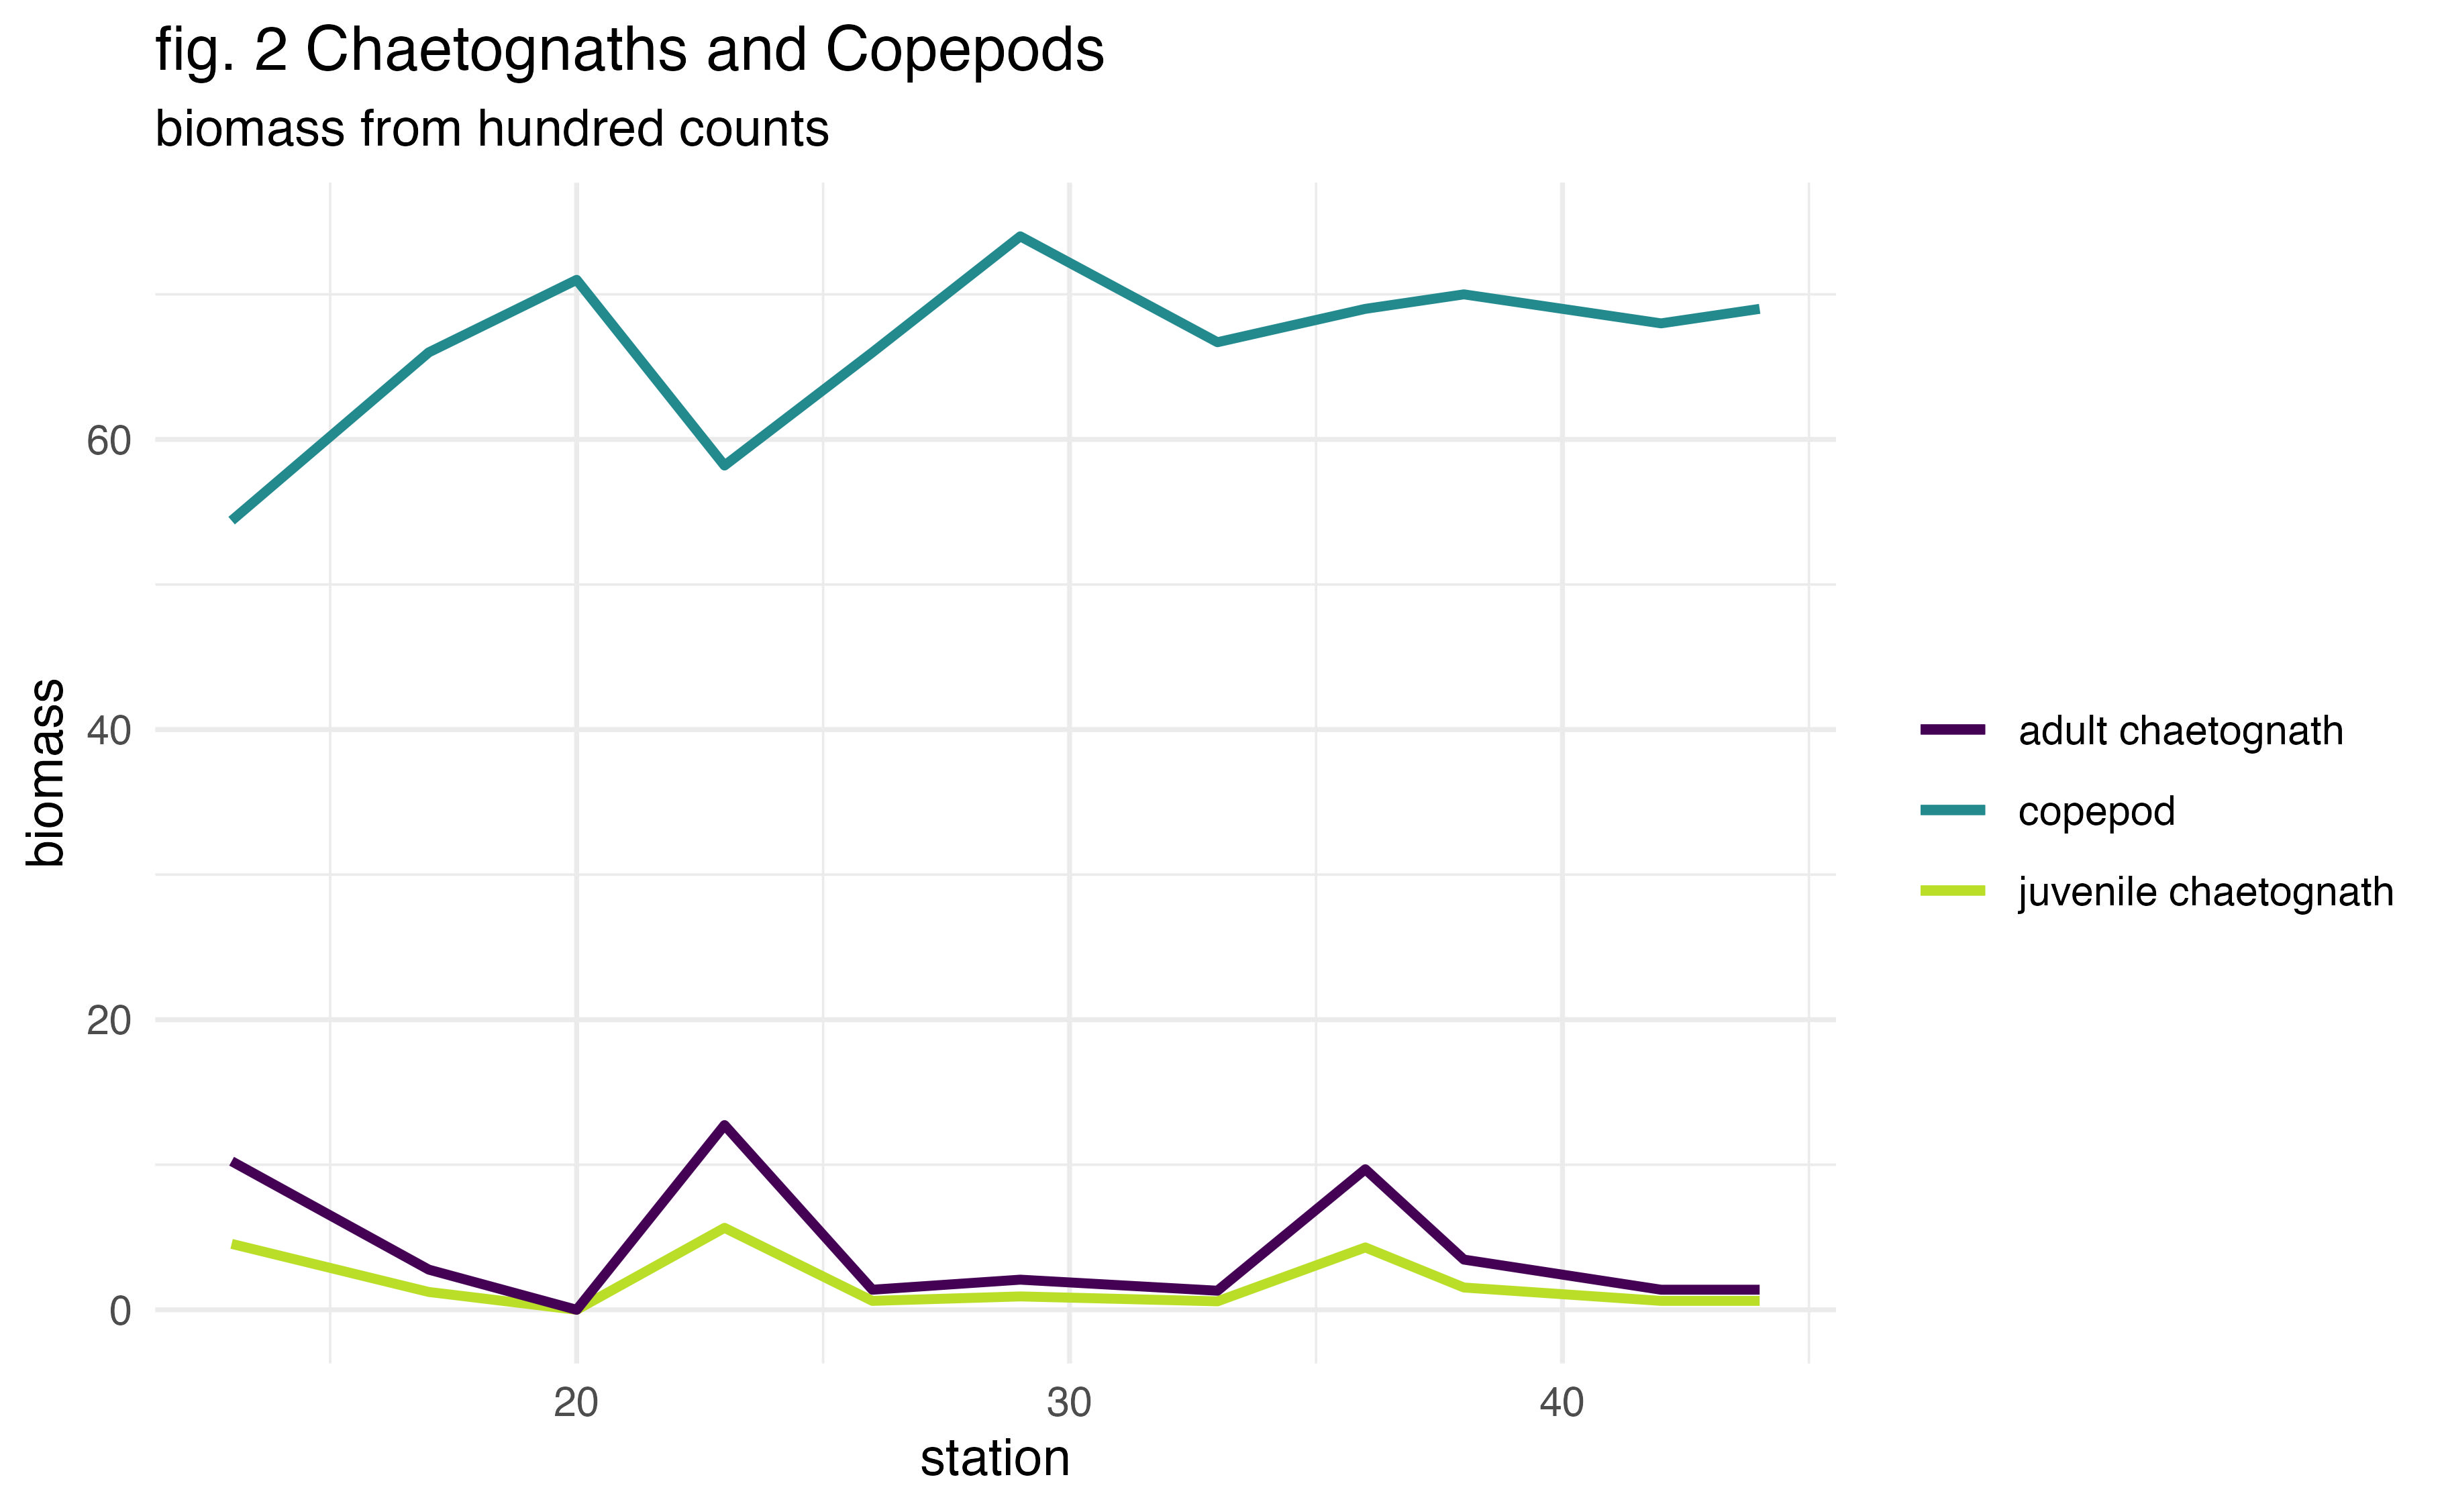 fig. 2 Chaetognaths and Copepods
biomass from hundred counts
60
40
20
0
biomass
20
30
40
station
adult chaetognath
copepod
juvenile chaetognath